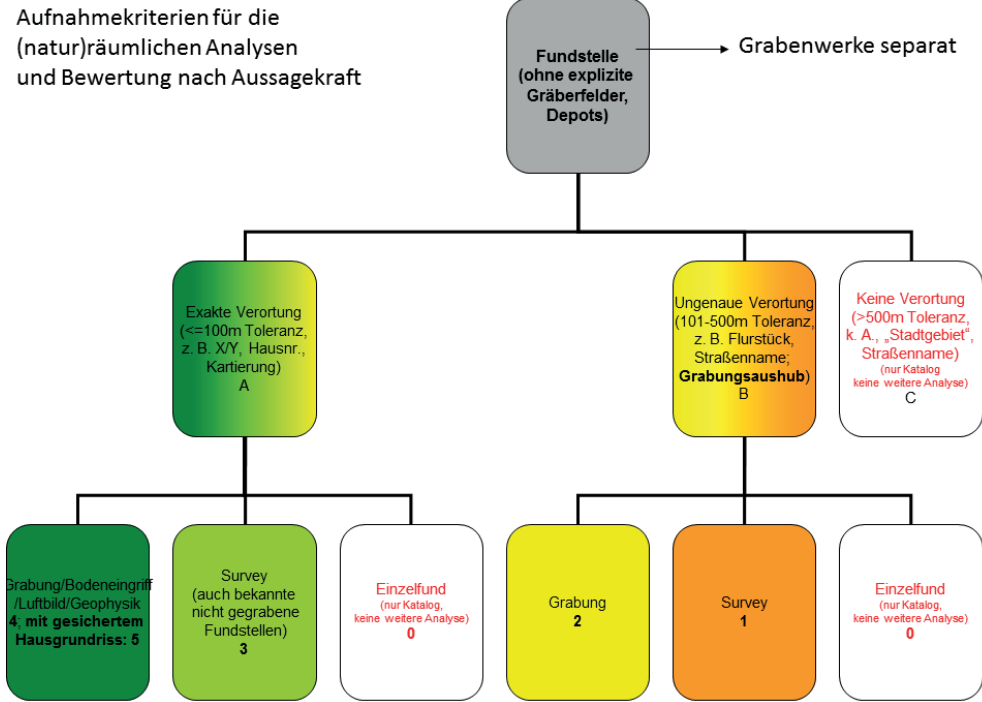 Aufnahmekriterien für die
(natur)räumlichen Analysen
und Bewertung nach Aussagekraft
Fundstelle
(ohne explizite
Gräberfelder,
Depots)
Grabenwerke separat
Exakte Verortung
(<=100m Toleranz,
z. B. X/Y, Hausnr.,
Kartierung)
A
Ungenaue Verortung
(101-500m Toleranz,
z. B. Flurstück,
Straßenname;
Grabungsaushub)
B
Keine Verortung
(>500m Toleranz,
k. A., „Stadtgebiet“,
Straßenname)
(nur Katalog
keine weitere Analyse)
C
Grabung/Bodeneingriff
/Luftbild/Geophysik
4; mit gesichertem
Hausgrundriss: 5
Survey
(auch bekannte
nicht gegrabene
Fundstellen)
3
Einzelfund
(nur Katalog,
keine weitere Analyse)
0
Grabung
2
Survey
1
Einzelfund
(nur Katalog,
keine weitere Analyse)
0